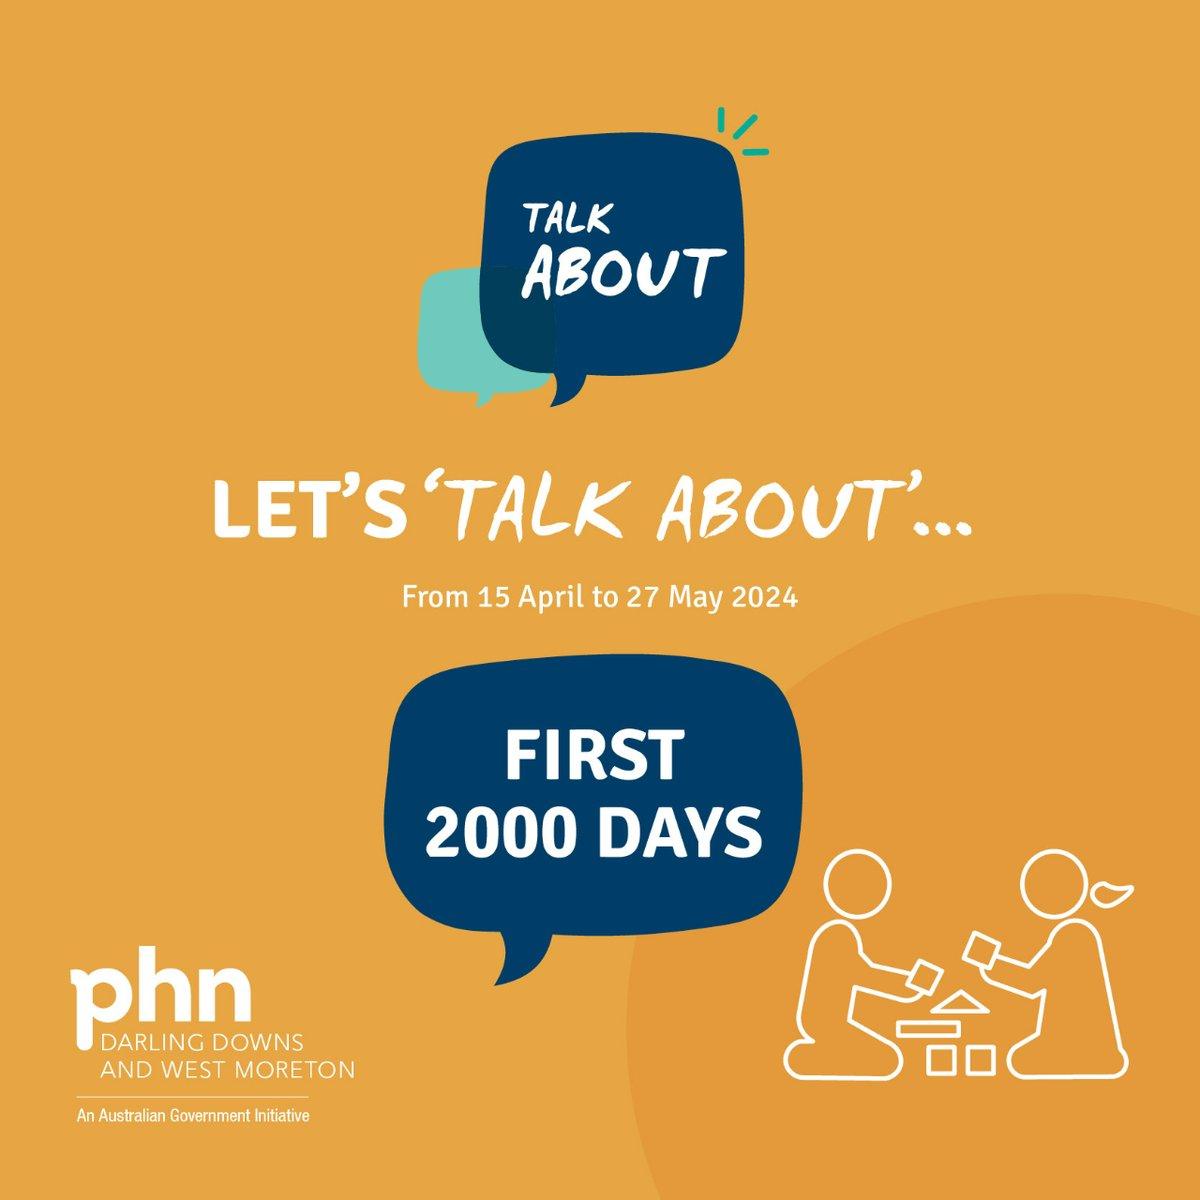 TALK
ABOUT
LET'S ‘TALK ABOUT’...
From 15 April to 27 May 2024
FIRST
2000 DAYS
phn
DARLING DOWNS
AND WEST MORETON
An Australian Government Initiative